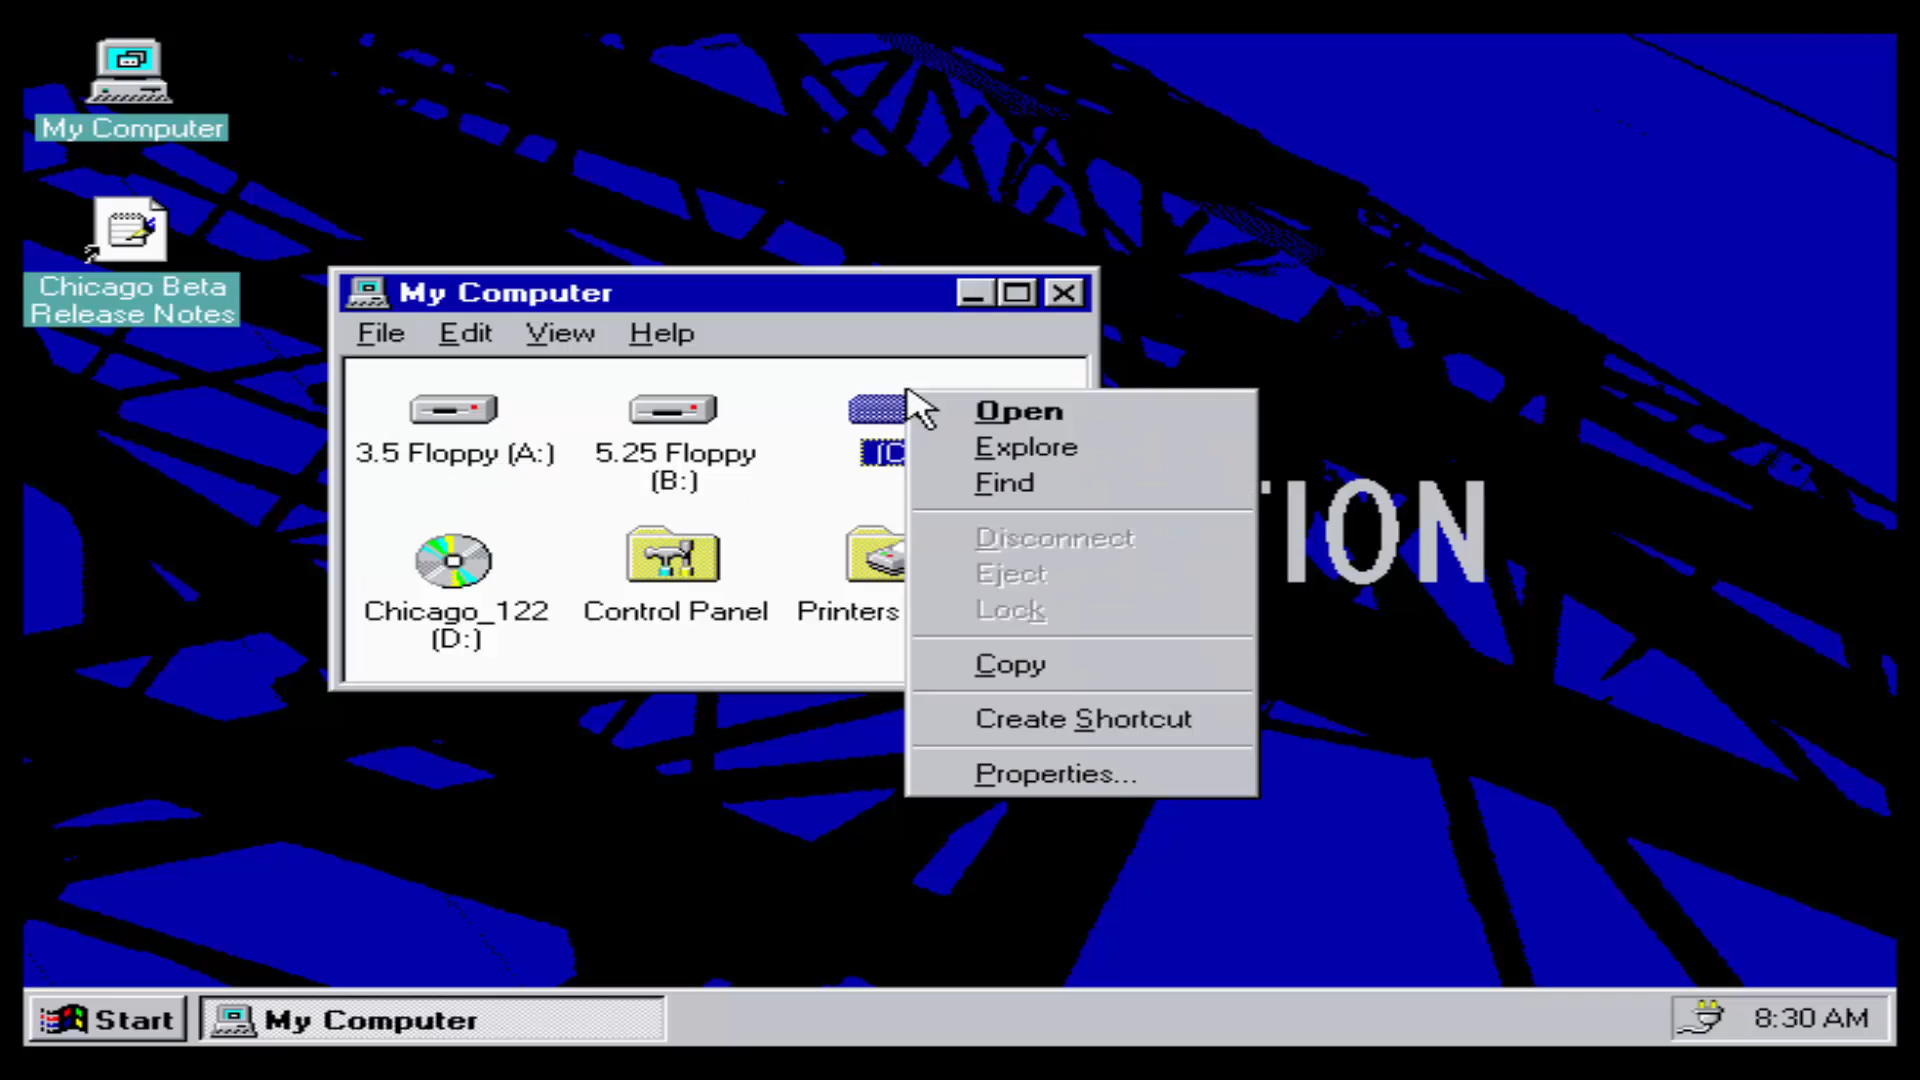 My Computer
Chicago Beta
Release Notes
My Computer
File Edit View Help
3.5 Floppy (A:)
5.25 Floppy
(B:)
(C
Chicago_122
(D:)
Control Panel
Printers
Open
Explore
Find
Disconnect
Eject
Lock
Copy
Create Shortcut
Properties...
ION
Start
My Computer
8:30 AM